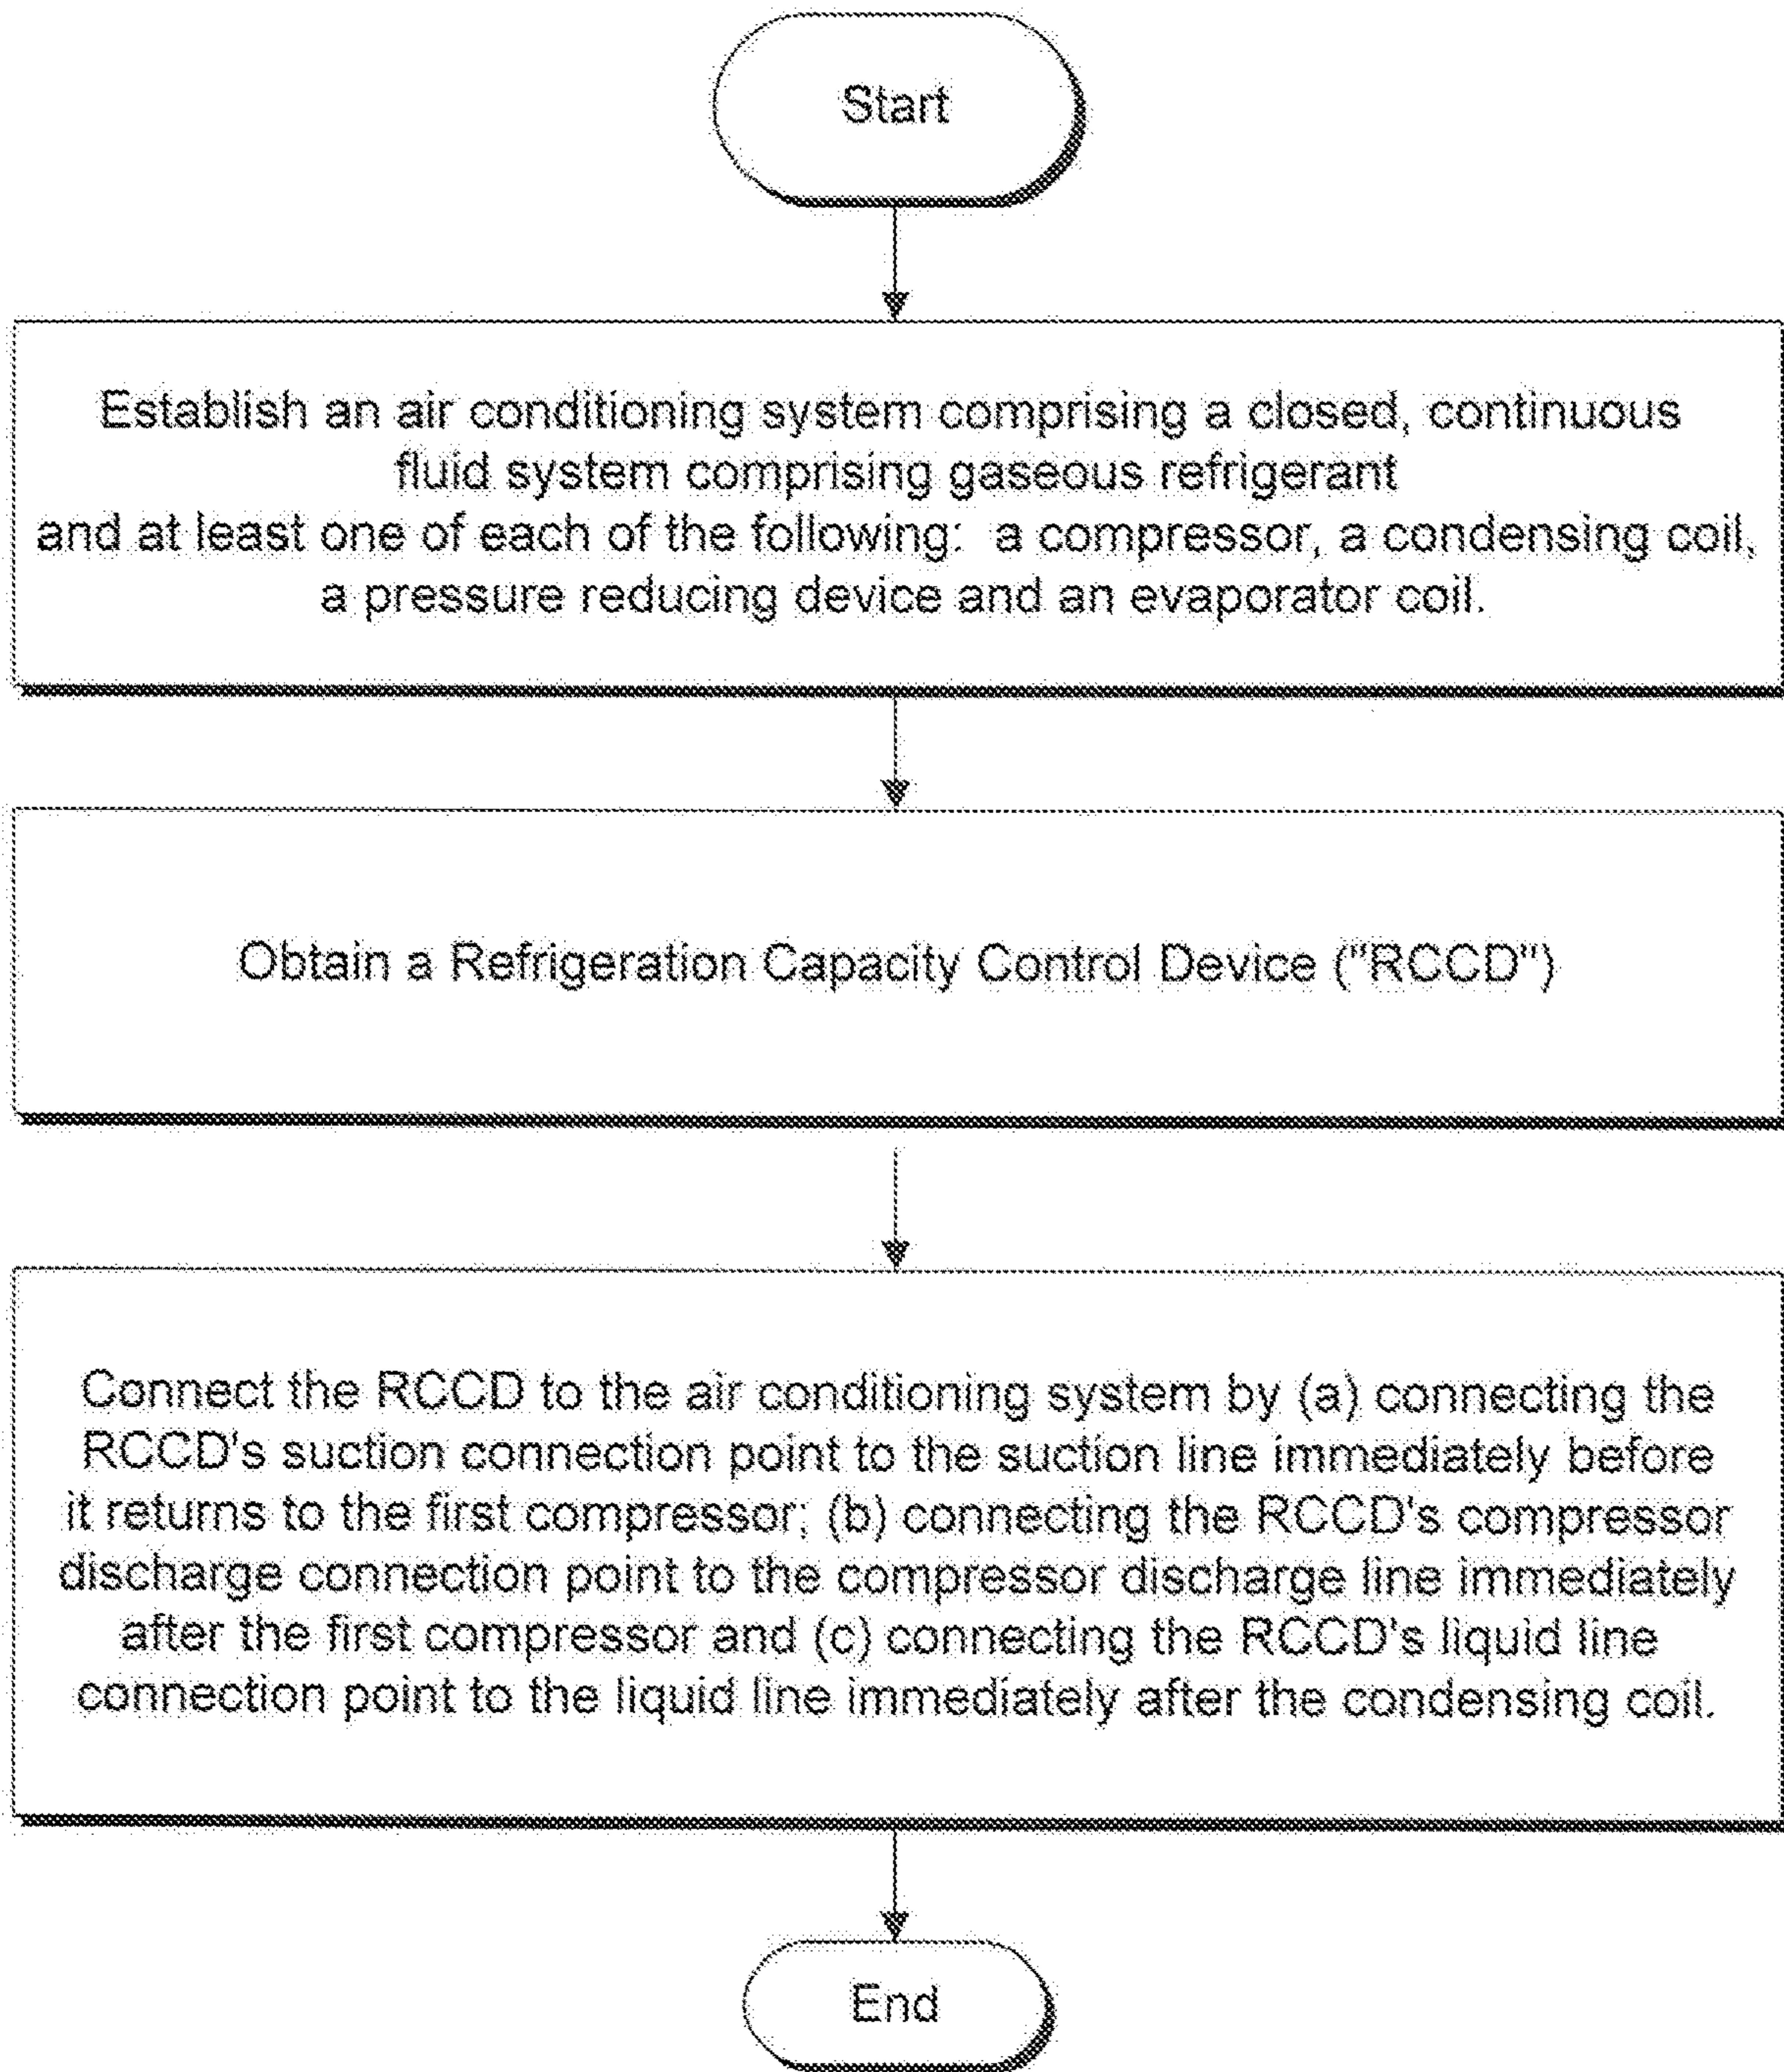 Start
Establish an air conditioning system comprising a closed, continuous
fluid system comprising gaseous refrigerant
and at least one of each of the following:  a compressor, a condensing coil,
a pressure reducing device and an evaporator coil.
Obtain a Refrigeration Capacity Control Device ("RCCD")
Connect the RCCD to the air conditioning system by (a) connecting the
RCCD's suction connection point to the suction line immediately before
it returns to the first compressor; (b) connecting the RCCD's compressor
discharge connection point to the compressor discharge line immediately
after the first compressor and (c) connecting the RCCD's liquid line
connection point to the liquid line immediately after the condensing coil.
End